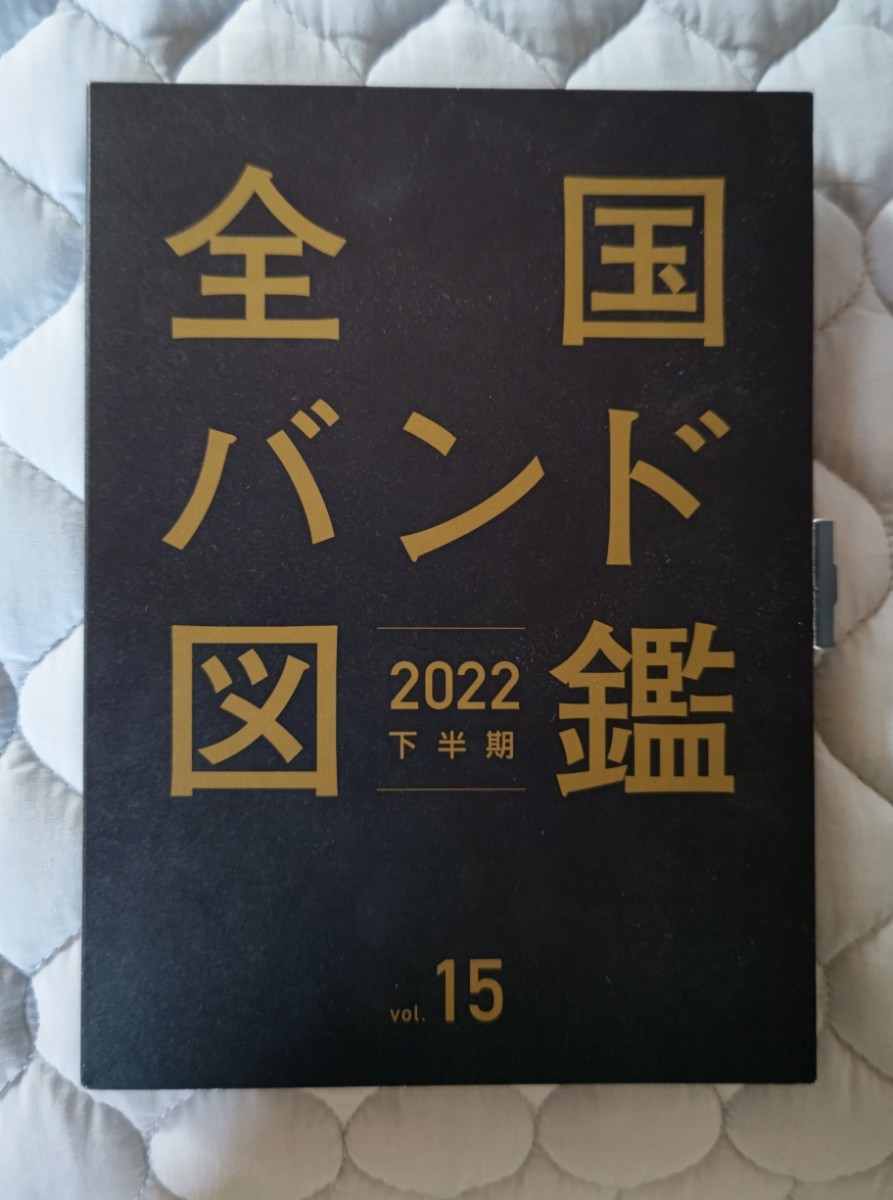 全国
バンド
図鑑
2022
下半期
vol. 15